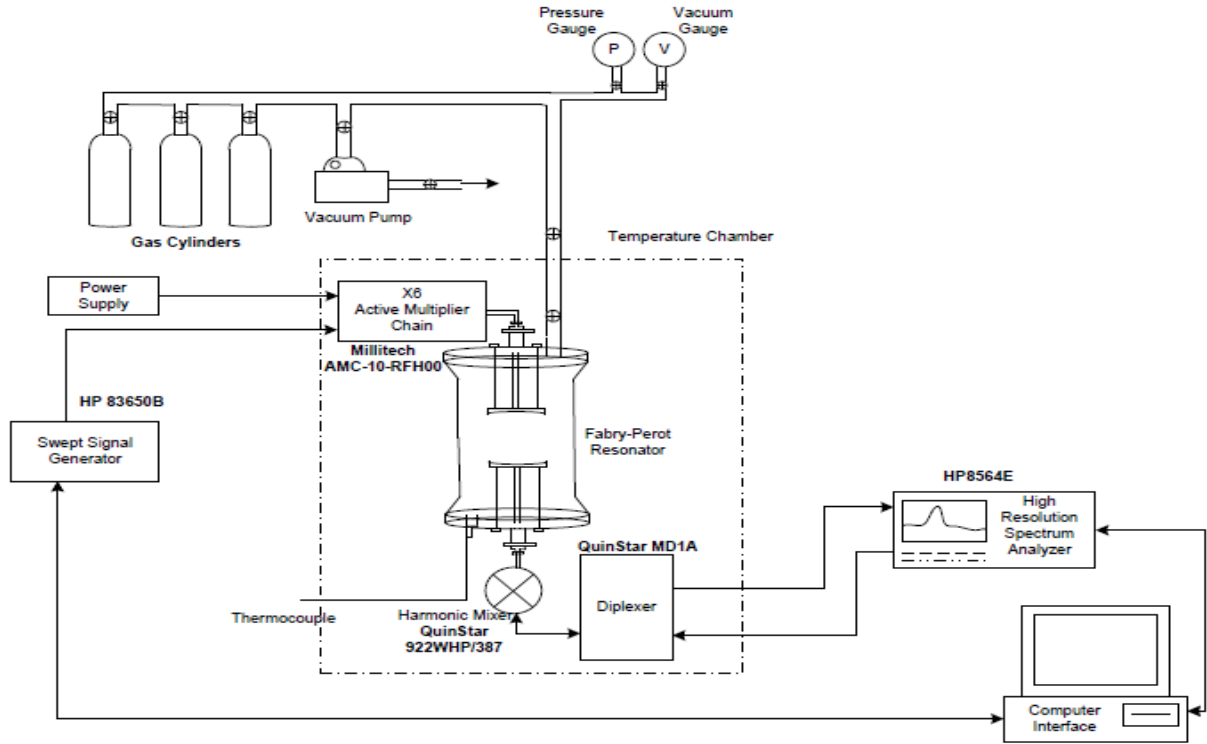 Pressure
Gauge
Vacuum
Gauge
P
V
Vacuum Pump
Gas Cylinders
Temperature Chamber
Power
Supply
X6
Active Multiplier
Chain
Millitech
AMC-10-RFH00
HP 83650B
Swept Signal
Generator
Fabry-Perot
Resonator
HP8564E
High
Resolution
Spectrum
Analyzer
QuinStar MD1A
Diplexer
Thermocouple
Harmonic Mixer
QuinStar
922WHP/387
Computer
Interface